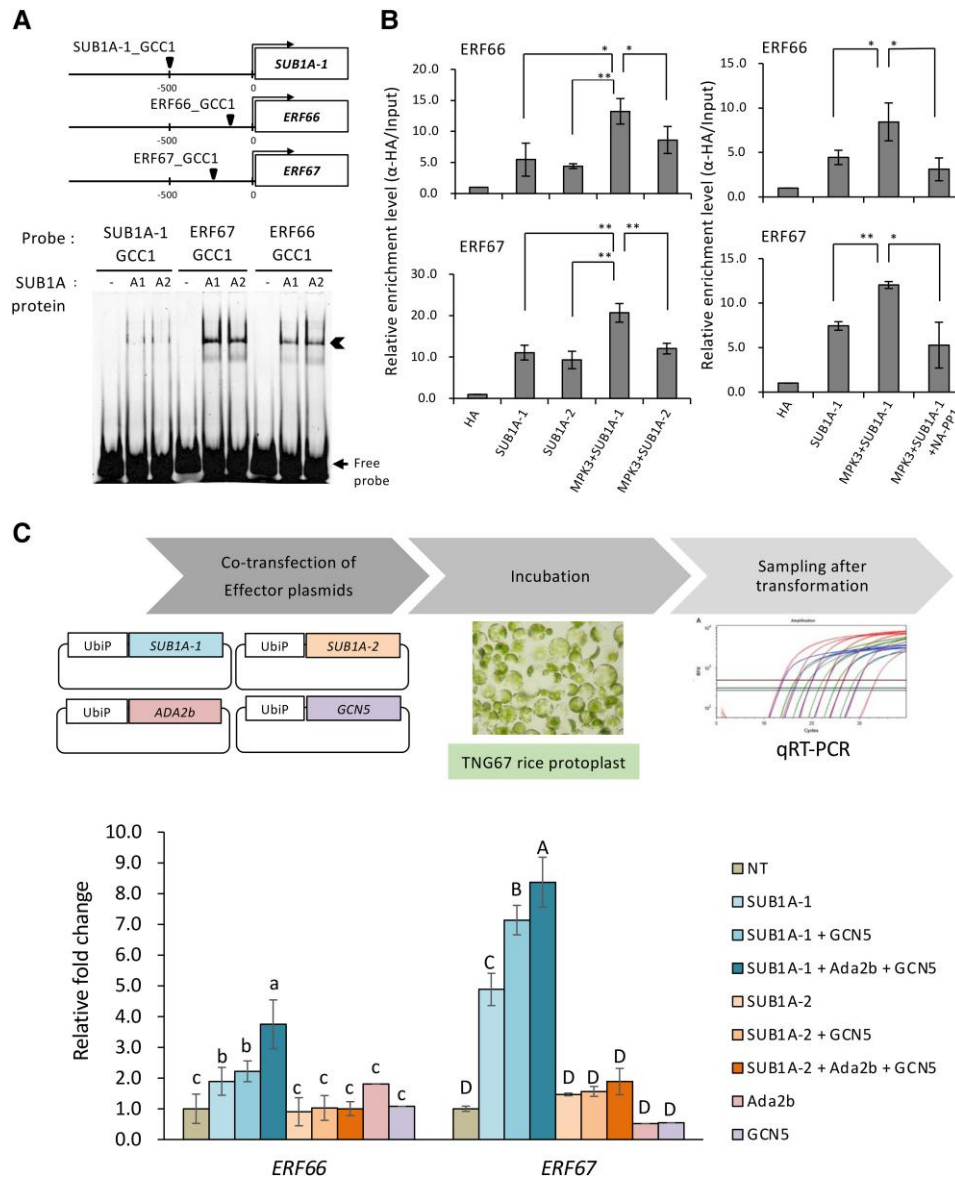 A
SUB1A-1_GCC1
-500
0
SUB1A-1
ERF66_GCC1
-500
0
ERF66
ERF67_GCC1
-500
0
ERF67
Probe : SUB1A-1 GCC1 ERF67 GCC1 ERF66 GCC1
SUB1A protein : - A1 A2 - A1 A2 - A1 A2
Free probe
B
Relative enrichment level (α-HA/Input)
ERF66
20.0
15.0
10.0
5.0
0.0
* *
**
ERF67
30.0
20.0
10.0
0.0
** **
**
HA
SUB1A-1
SUB1A-2
MPK3+SUB1A-1
MPK3+SUB1A-2
Relative enrichment level (α-HA/Input)
ERF66
15.0
10.0
5.0
0.0
* *
ERF67
15.0
10.0
5.0
0.0
** *
HA
SUB1A-1
MPK3+SUB1A-1
MPK3+SUB1A-1
+NA-PP1
C
Co-transfection of
Effector plasmids
Incubation
Sampling after
transformation
UbiP SUB1A-1
UbiP SUB1A-2
UbiP ADA2b
UbiP GCN5
TNG67 rice protoplast
A
Amplification
Cycles
qRT-PCR
Relative fold change
10.0
9.0
8.0
7.0
6.0
5.0
4.0
3.0
2.0
1.0
0.0
c b b a c c c c c
D C B A D D D D D
ERF66
ERF67
NT
SUB1A-1
SUB1A-1 + GCN5
SUB1A-1 + Ada2b + GCN5
SUB1A-2
SUB1A-2 + GCN5
SUB1A-2 + Ada2b + GCN5
Ada2b
GCN5